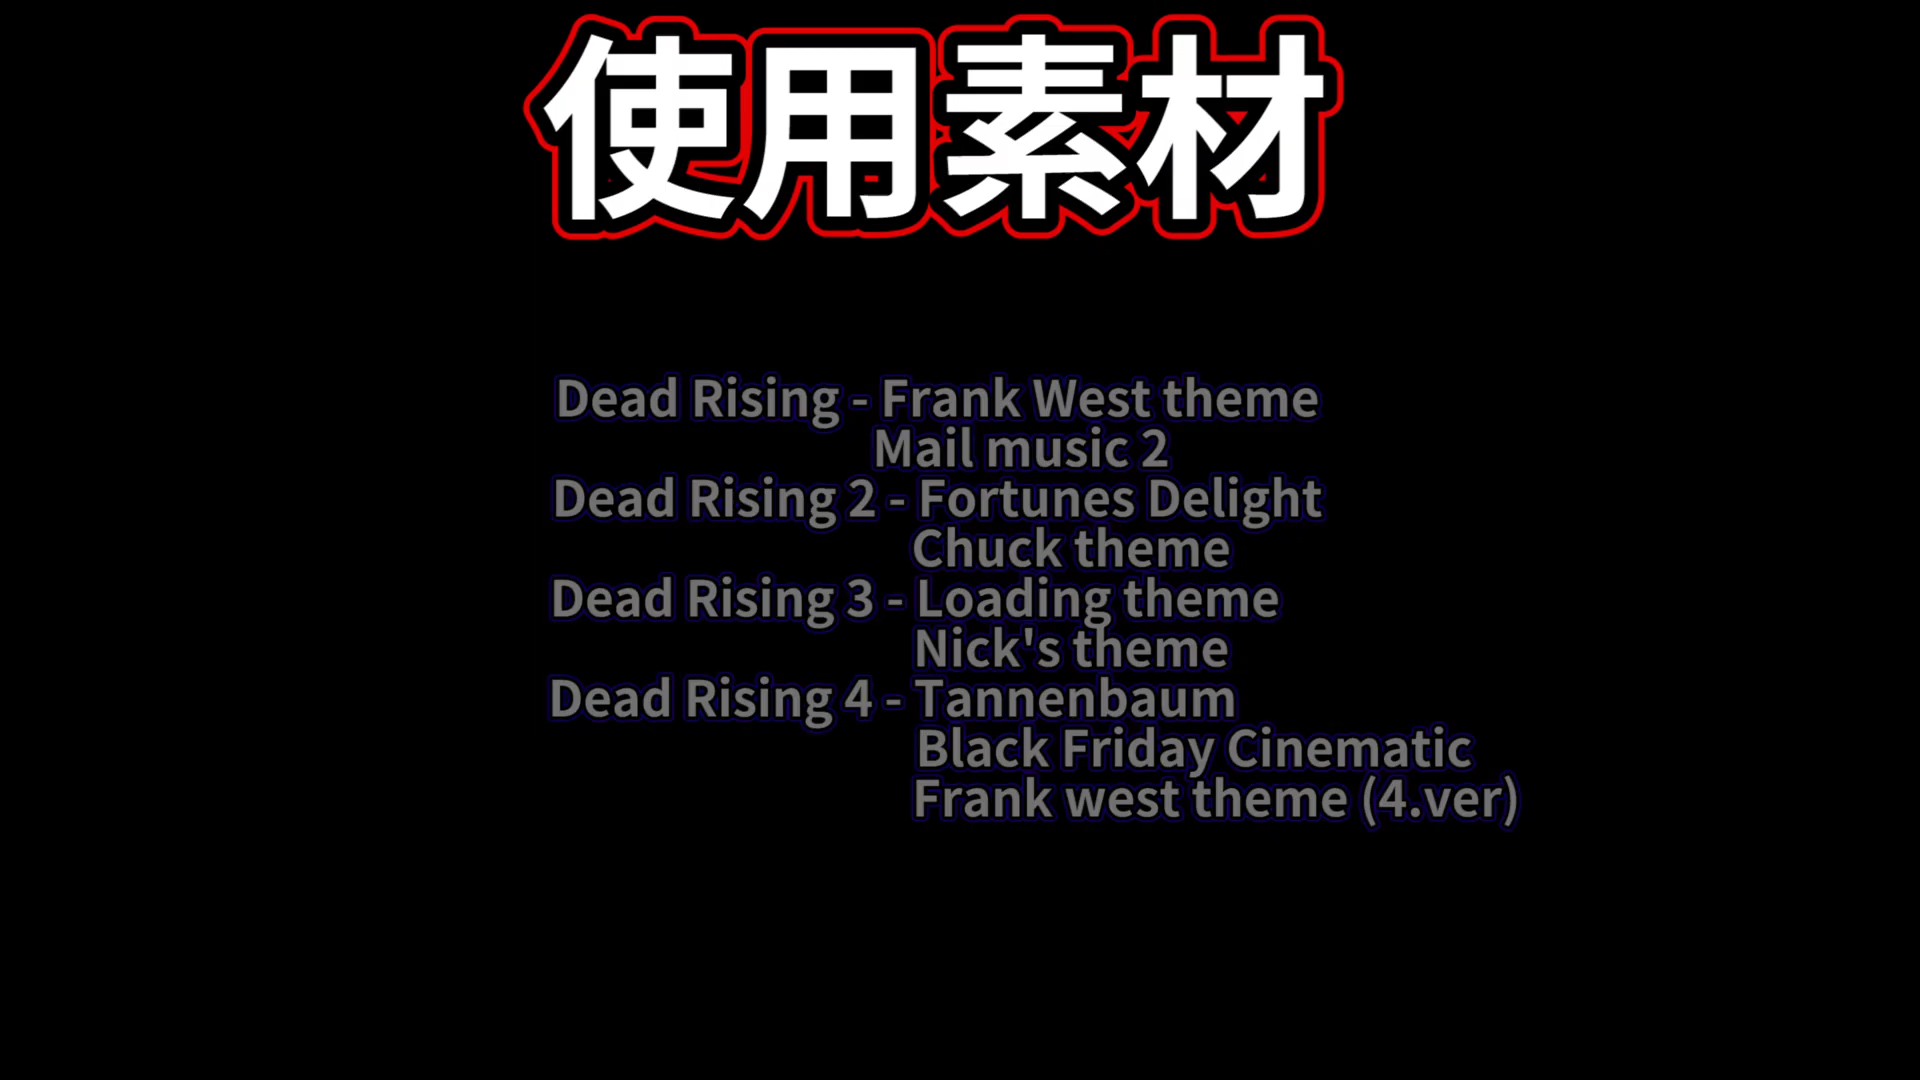 使用素材
Dead Rising - Frank West theme
Mail music 2
Dead Rising 2 - Fortunes Delight
Chuck theme
Dead Rising 3 - Loading theme
Nick's theme
Dead Rising 4 - Tannenbaum
Black Friday Cinematic
Frank west theme (4.ver)